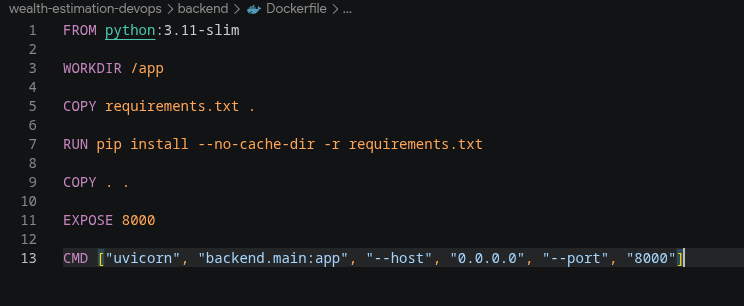 wealth-estimation-devops > backend > Dockerfile > ...
1 FROM python:3.11-slim
2
3 WORKDIR /app
4
5 COPY requirements.txt .
6
7 RUN pip install --no-cache-dir -r requirements.txt
8
9 COPY . .
10
11 EXPOSE 8000
12
13 CMD ["uvicorn", "backend.main:app", "--host", "0.0.0.0", "--port", "8000"]